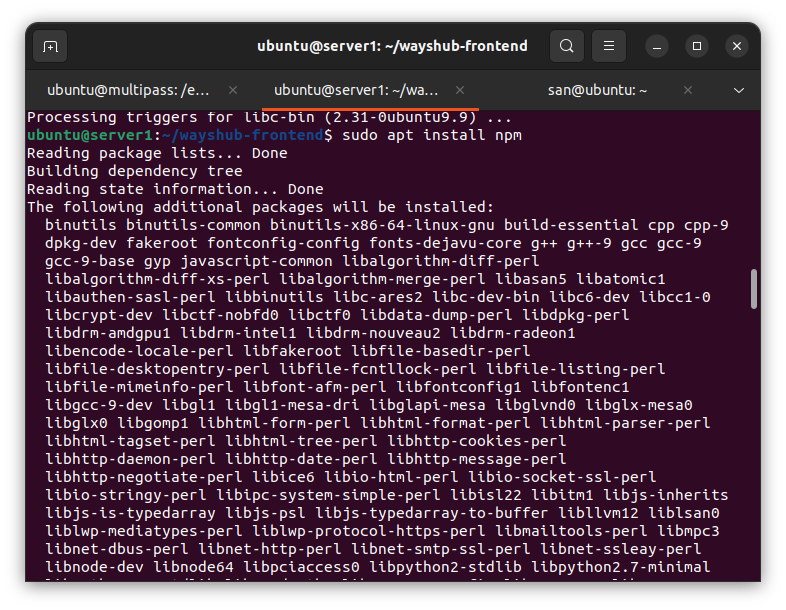 ubuntu@server1: ~/wayshub-frontend
ubuntu@multipass: /e...
ubuntu@server1: ~/wa...
san@ubuntu: ~
Processing triggers for libc-bin (2.31-0ubuntu9.9) ...
ubuntu@server1:~/wayshub-frontend$ sudo apt install npm
Reading package lists... Done
Building dependency tree
Reading state information... Done
The following additional packages will be installed:
binutils binutils-common binutils-x86-64-linux-gnu build-essential cpp cpp-9
dpkg-dev fakeroot fontconfig-config fonts-dejavu-core g++ g++-9 gcc gcc-9
gcc-9-base gyp javascript-common libalgorithm-diff-perl
libalgorithm-diff-xs-perl libalgorithm-merge-perl libasan5 libatomic1
libauthen-sasl-perl libbinutils libc-ares2 libc-dev-bin libc6-dev libcc1-0
libcrypt-dev libctf-nobfd0 libctf0 libdata-dump-perl libdpkg-perl
libdrm-amdgpu1 libdrm-intel1 libdrm-nouveau2 libdrm-radeon1
libencode-locale-perl libfakeroot libfile-basedir-perl
libfile-desktopentry-perl libfile-fcntllock-perl libfile-listing-perl
libfile-mimeinfo-perl libfont-afm-perl libfontconfig1 libfontenc1
libgcc-9-dev libgl1 libgl1-mesa-dri libglapi-mesa libglvnd0 libglx-mesa0
libglx0 libgomp1 libhtml-form-perl libhtml-format-perl libhtml-parser-perl
libhtml-tagset-perl libhtml-tree-perl libhttp-cookies-perl
libhttp-daemon-perl libhttp-date-perl libhttp-message-perl
libhttp-negotiate-perl libice6 libio-html-perl libio-socket-ssl-perl
libio-stringy-perl libipc-system-simple-perl libisl22 libitm1 libjs-inherits
libjs-is-typedarray libjs-psl libjs-typedarray-to-buffer libllvm12 liblsan0
liblwp-mediatypes-perl liblwp-protocol-https-perl libmailtools-perl libmpc3
libnet-dbus-perl libnet-http-perl libnet-smtp-ssl-perl libnet-ssleay-perl
libnode-dev libnode64 libpciaccess0 libpython2-stdlib libpython2.7-minimal